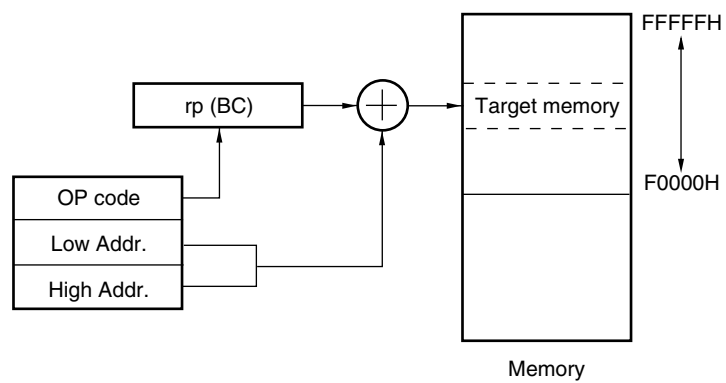 FFFFFH
rp (BC)
Target memory
OP code
F0000H
Low Addr.
High Addr.
Memory